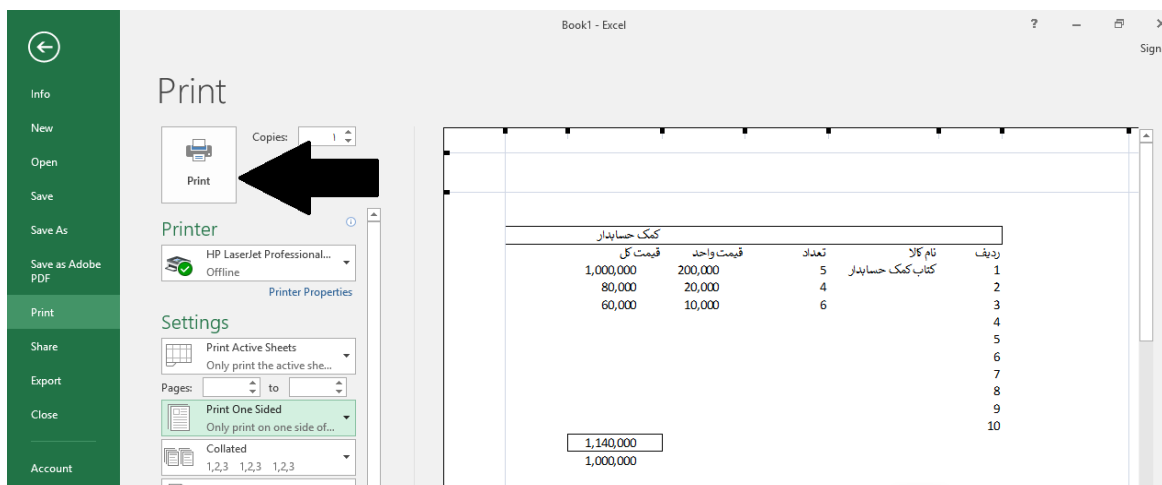 Book1 - Excel
?
Sign
Info
New
Open
Save
Save As
Save as Adobe
PDF
Print
Share
Export
Close
Account
Print
Copies: ۱
Print
Printer
HP LaserJet Professional...
Offline
Printer Properties
Settings
Print Active Sheets
Only print the active she...
Pages: to
Print One Sided
Only print on one side of...
Collated
1,2,3 1,2,3 1,2,3
کمک حسابدار
ردیف نام کالا تعداد قیمت واحد قیمت کل
1 کتاب کمک حسابدار 5 200,000 1,000,000
2 4 20,000 80,000
3 6 10,000 60,000
4
5
6
7
8
9
10
1,140,000
1,000,000